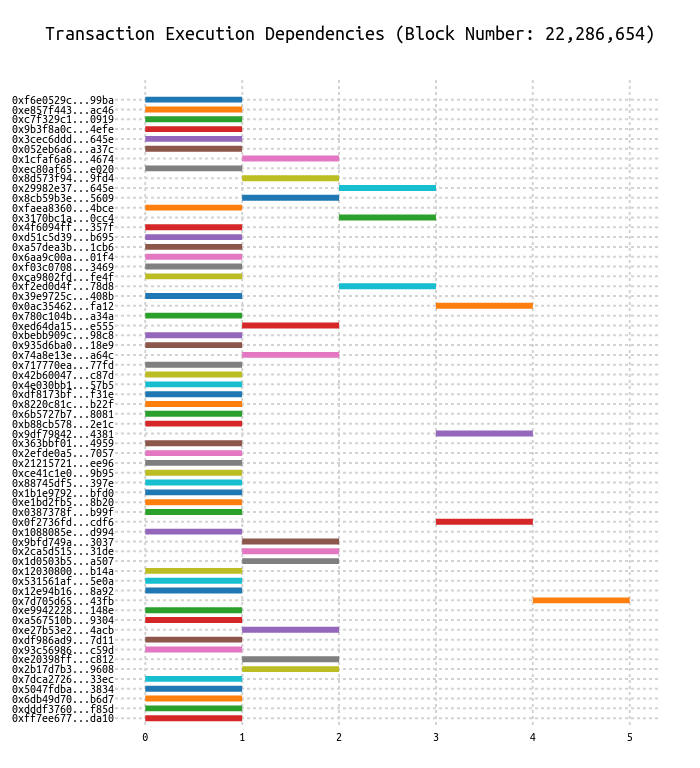 Transaction Execution Dependencies (Block Number: 22,286,654)
0xf6e0529c...99ba
0xe857f443...ac46
0xc7f329c1...0919
0x9b3f8a0c...4efe
0x3cec6ddd...645e
0x052eb6a6...a37c
0x1cfaf6a8...4674
0xec80af65...e020
0x8d573f94...9fd4
0x29982e37...645e
0x8cb59b3e...5609
0xfaea8360...4bce
0x3170bc1a...0cc4
0x4f6094ff...357f
0xd51c5d39...b695
0xa57dea3b...1cb6
0x6aa9c00a...01f4
0xf03c0708...3469
0xca9802fd...fe4f
0xf2ed0d4f...78d8
0x39e9725c...408b
0x0ac35462...fa12
0x780c104b...a34a
0xed64da15...e555
0xbebb909c...98c8
0x935d6ba0...18e9
0x74a8e13e...a64c
0x717770ea...77fd
0x42b60047...c87d
0x4e030bb1...57b5
0xdf8173bf...f31e
0x8220c81c...b22f
0x6b5727b7...8081
0xb88cb578...2e1c
0x9df79842...4381
0x363bbf01...4959
0x2efde0a5...7057
0x21215721...ee96
0xce41c1e0...9b95
0x88745df5...397e
0x1b1e9792...bfd0
0xe1bd2fb5...8b20
0x0387378f...b99f
0x0f2736fd...cdf6
0x1088085e...d994
0x9bfd749a...3037
0x2ca5d515...31de
0x1d0503b5...a507
0x12030800...b14a
0x531561af...5e0a
0x12e94b16...8a92
0x7d705d65...43fb
0xe9942228...148e
0xa567510b...9304
0xe27b53e2...4acb
0xdf986ad9...7d11
0x93c56986...c59d
0xe20398ff...c812
0x2b17d7b3...9608
0x7dca2726...33ec
0x5047fdba...3834
0x6db49d70...b6d7
0xdddf3760...f85d
0xff7ee677...da10
0 1 2 3 4 5